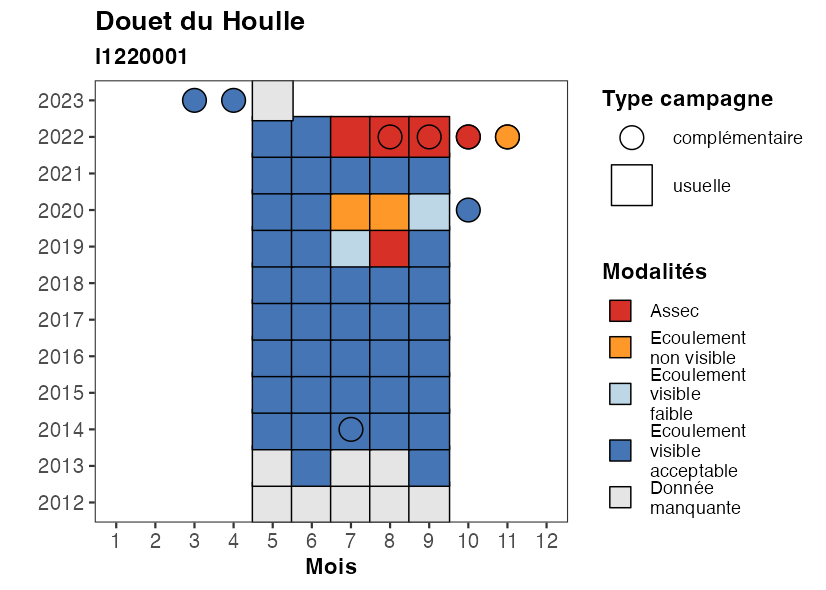 Douet du Houlle
I1220001
2023
2022
2021
2020
2019
2018
2017
2016
2015
2014
2013
2012
1 2 3 4 5 6 7 8 9 10 11 12
Mois
Type campagne
complémentaire
usuelle
Modalités
Assec
Ecoulement
non visible
Ecoulement
visible
faible
Ecoulement
visible
acceptable
Donnée
manquante